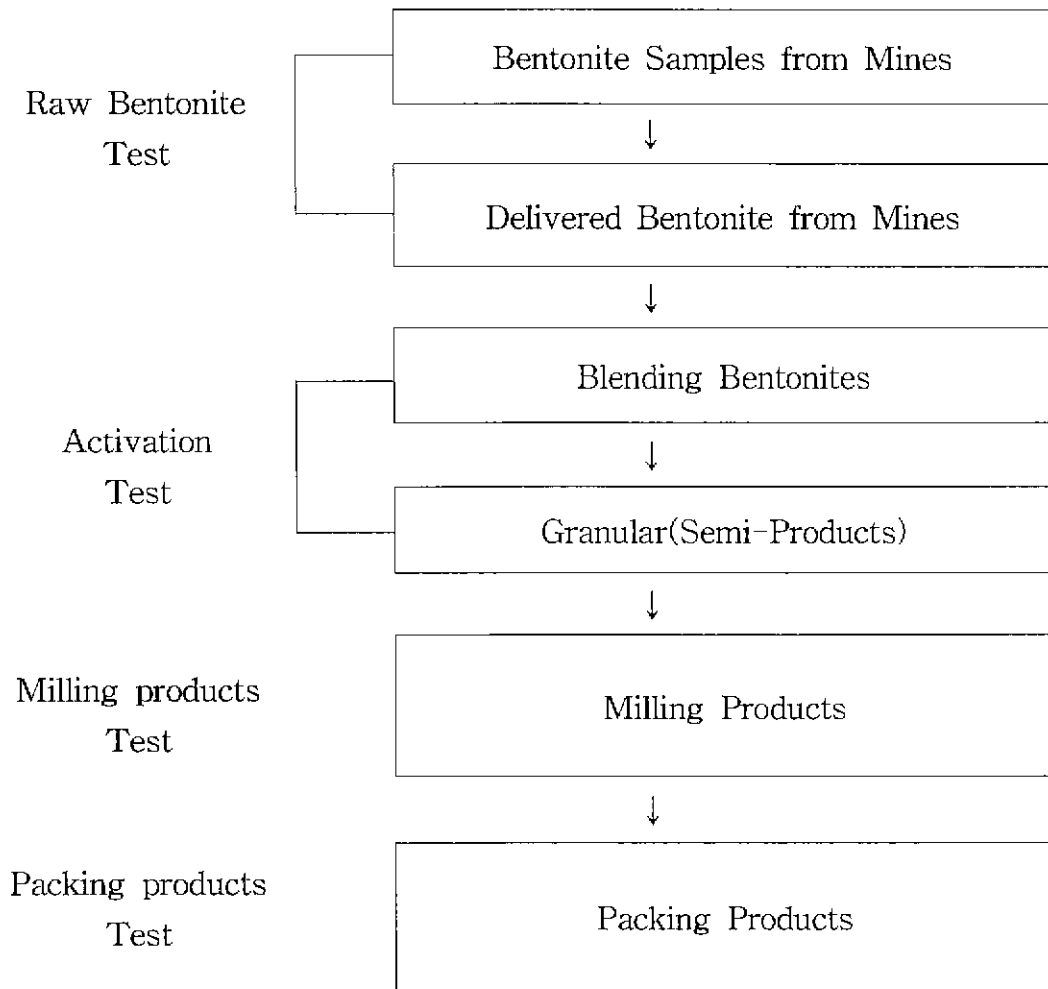 Bentonite Samples from Mines
Raw Bentonite
Test
↓
Delivered Bentonite from Mines
↓
Blending Bentonites
Activation
Test
↓
Granular(Semi-Products)
↓
Milling products
Test
Milling Products
↓
Packing products
Test
Packing Products